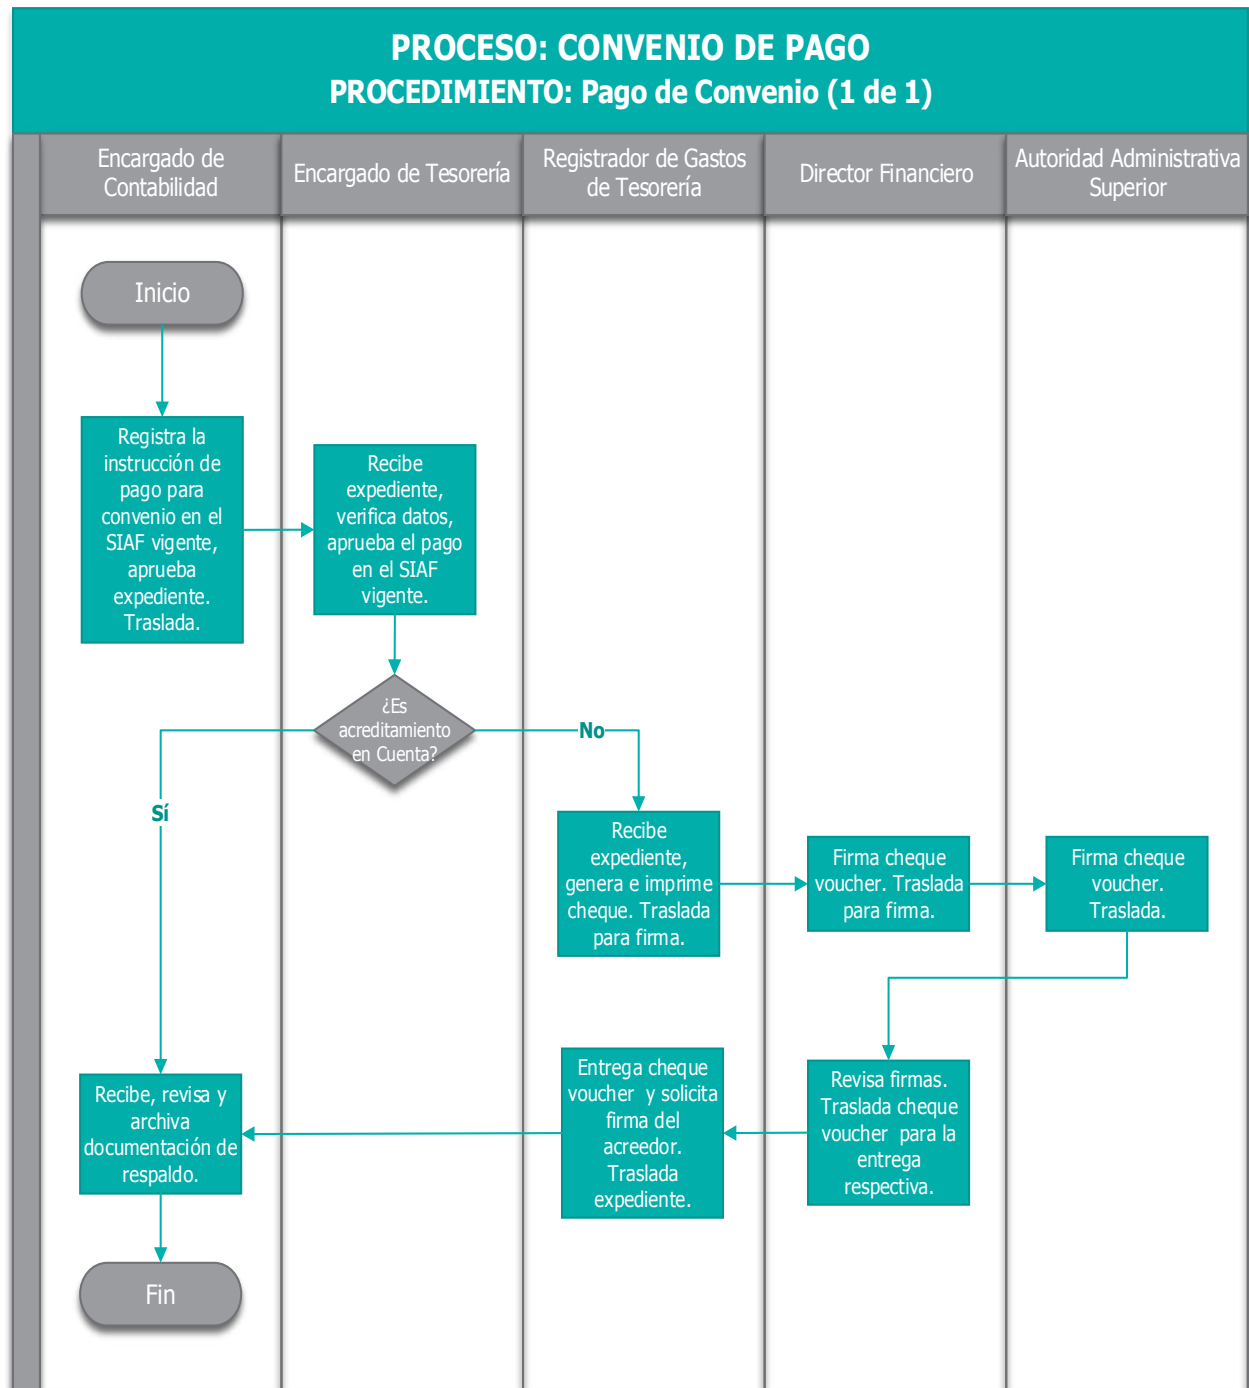 PROCESO: CONVENIO DE PAGO
PROCEDIMIENTO: Pago de Convenio (1 de 1)
Encargado de
Contabilidad
Encargado de Tesorería
Registrador de Gastos
de Tesorería
Director Financiero
Autoridad Administrativa
Superior
Inicio
Registra la
instrucción de
pago para
convenio en el
SIAF vigente,
aprueba
expediente.
Traslada.
Recibe
expediente,
verifica datos,
aprueba el pago
en el SIAF
vigente.
¿Es
acreditamiento
en Cuenta?
No
Sí
Recibe
expediente,
genera e imprime
cheque. Traslada
para firma.
Firma cheque
voucher. Traslada
para firma.
Firma cheque
voucher.
Traslada.
Revisa firmas.
Traslada cheque
voucher para la
entrega
respectiva.
Entrega cheque
voucher y solicita
firma del
acreedor.
Traslada
expediente.
Recibe, revisa y
archiva
documentación de
respaldo.
Fin